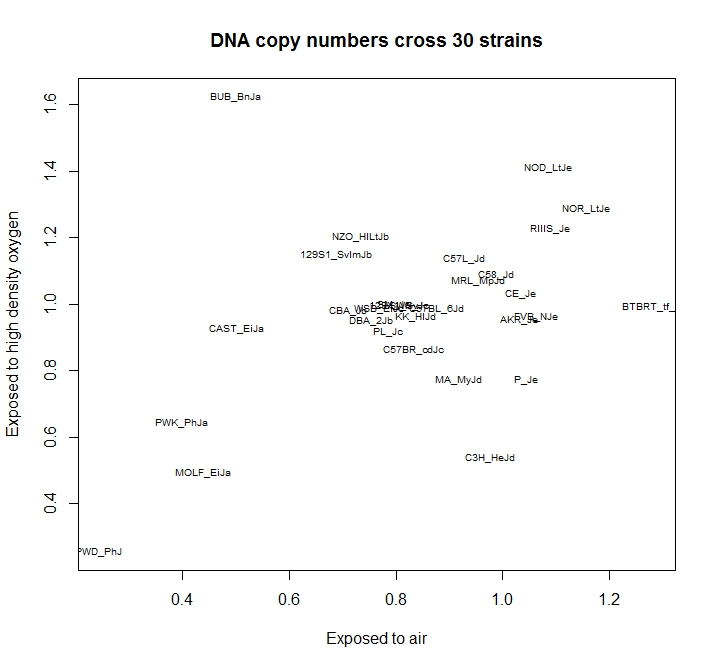 DNA copy numbers cross 30 strains
BUB_BnJa
NOD_LtJe
NOR_LtJe
RIIIS_Je
NZO_HILtJb
129S1_SvImJb
C57L_Jd
C58_Jd
MRL_MpJd
CE_Je
BTBRT_tf_
CBA_Jb
KK_HIJd
FVB_NJe
AKR_Je
DBA_2Jb
CAST_EiJa
PL_Jc
C57BR_cdJc
MA_MyJd
P_Je
PWK_PhJa
C3H_HeJd
MOLF_EiJa
PWD_PhJ
0.4
0.6
0.8
1.0
1.2
1.4
1.6
Exposed to high density oxygen
0.4
0.6
0.8
1.0
1.2
Exposed to air